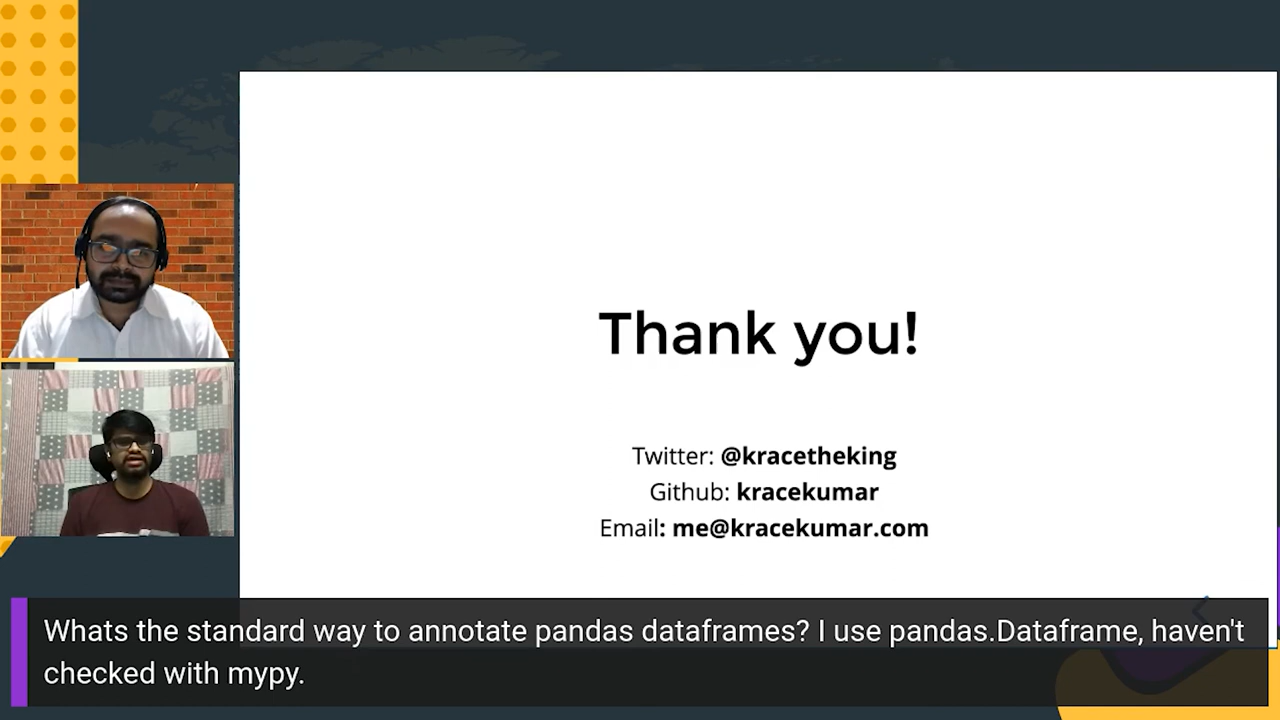 Thank you!
Twitter: @kracetheking
Github: kracekumar
Email: me@kracekumar.com
Whats the standard way to annotate pandas dataframes? I use pandas.Dataframe, haven't
checked with mypy.